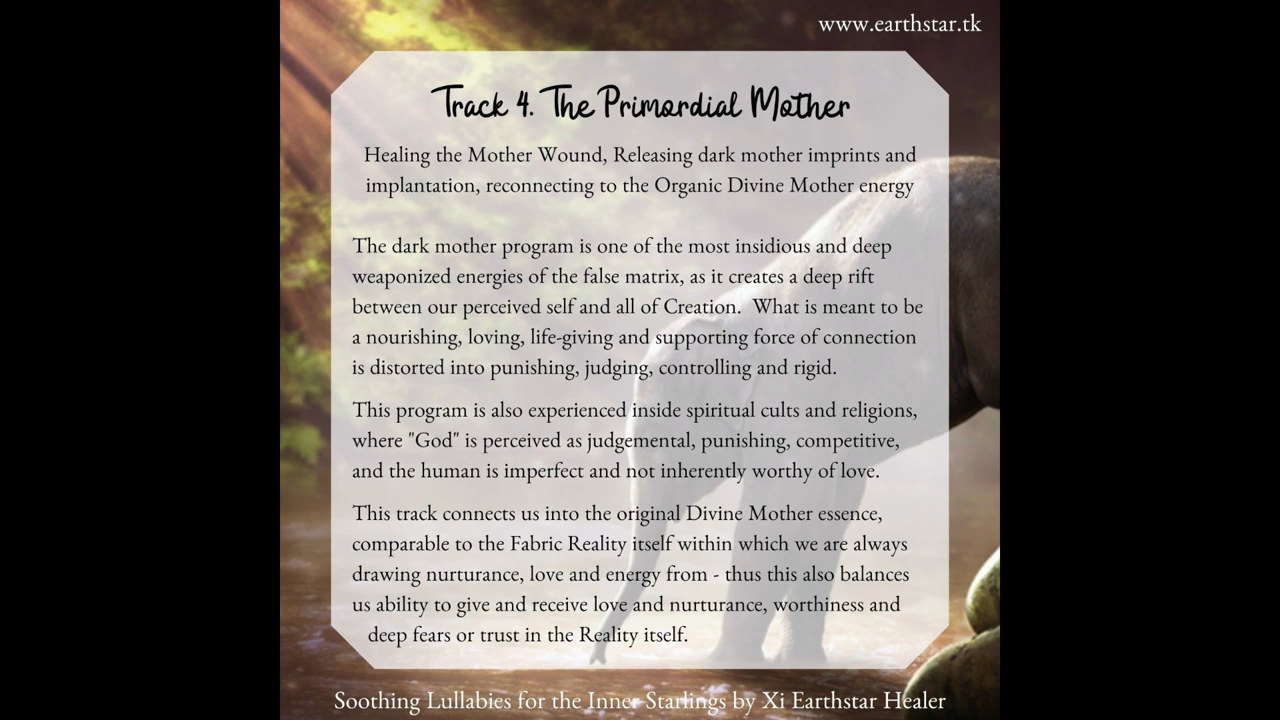 www.earthstar.tk
Track 4. The Primordial Mother
Healing the Mother Wound, Releasing dark mother imprints and
implantation, reconnecting to the Organic Divine Mother energy
The dark mother program is one of the most insidious and deep
weaponized energies of the false matrix, as it creates a deep rift
between our perceived self and all of Creation.  What is meant to be
a nourishing, loving, life-giving and supporting force of connection
is distorted into punishing, judging, controlling and rigid.
This program is also experienced inside spiritual cults and religions,
where "God" is perceived as judgemental, punishing, competitive,
and the human is imperfect and not inherently worthy of love.
This track connects us into the original Divine Mother essence,
comparable to the Fabric Reality itself within which we are always
drawing nurturance, love and energy from - thus this also balances
us ability to give and receive love and nurturance, worthiness and
deep fears or trust in the Reality itself.
Soothing Lullabies for the Inner Starlings by Xi Earthstar Healer